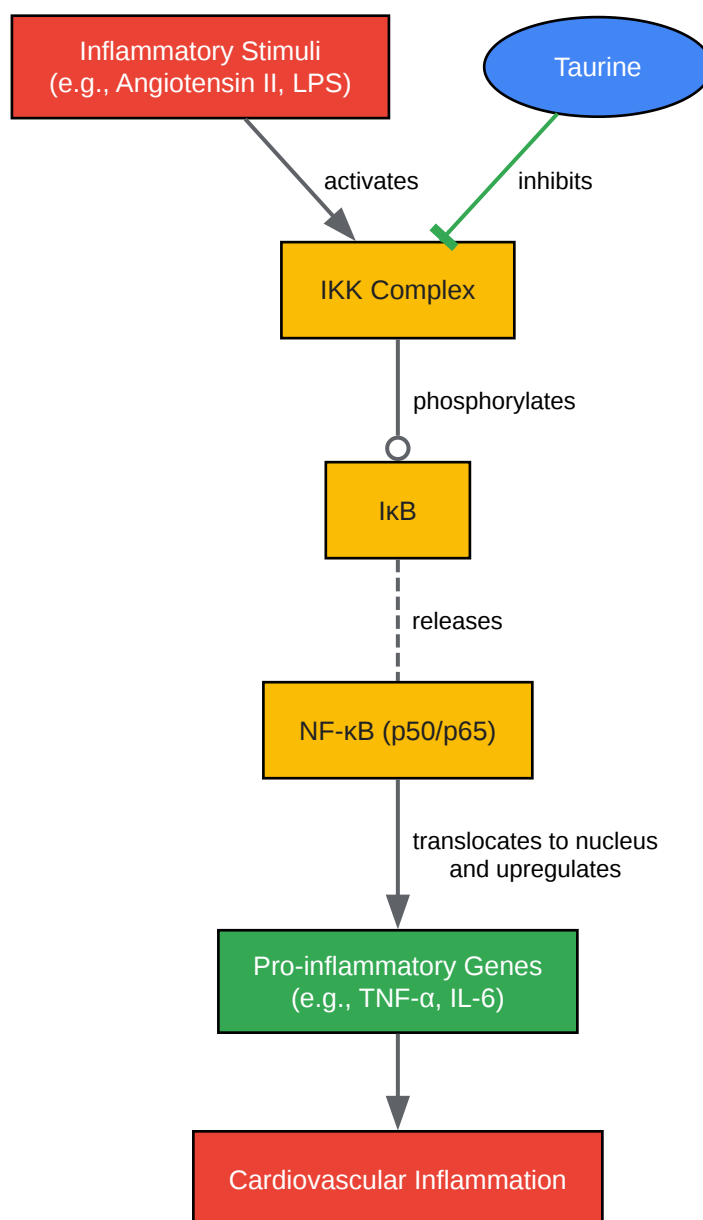 Inflammatory Stimuli
(e.g., Angiotensin II, LPS)
Taurine
activates
inhibits
IKK Complex
phosphorylates
IκB
releases
NF-κB (p50/p65)
translocates to nucleus
and upregulates
Pro-inflammatory Genes
(e.g., TNF-α, IL-6)
Cardiovascular Inflammation